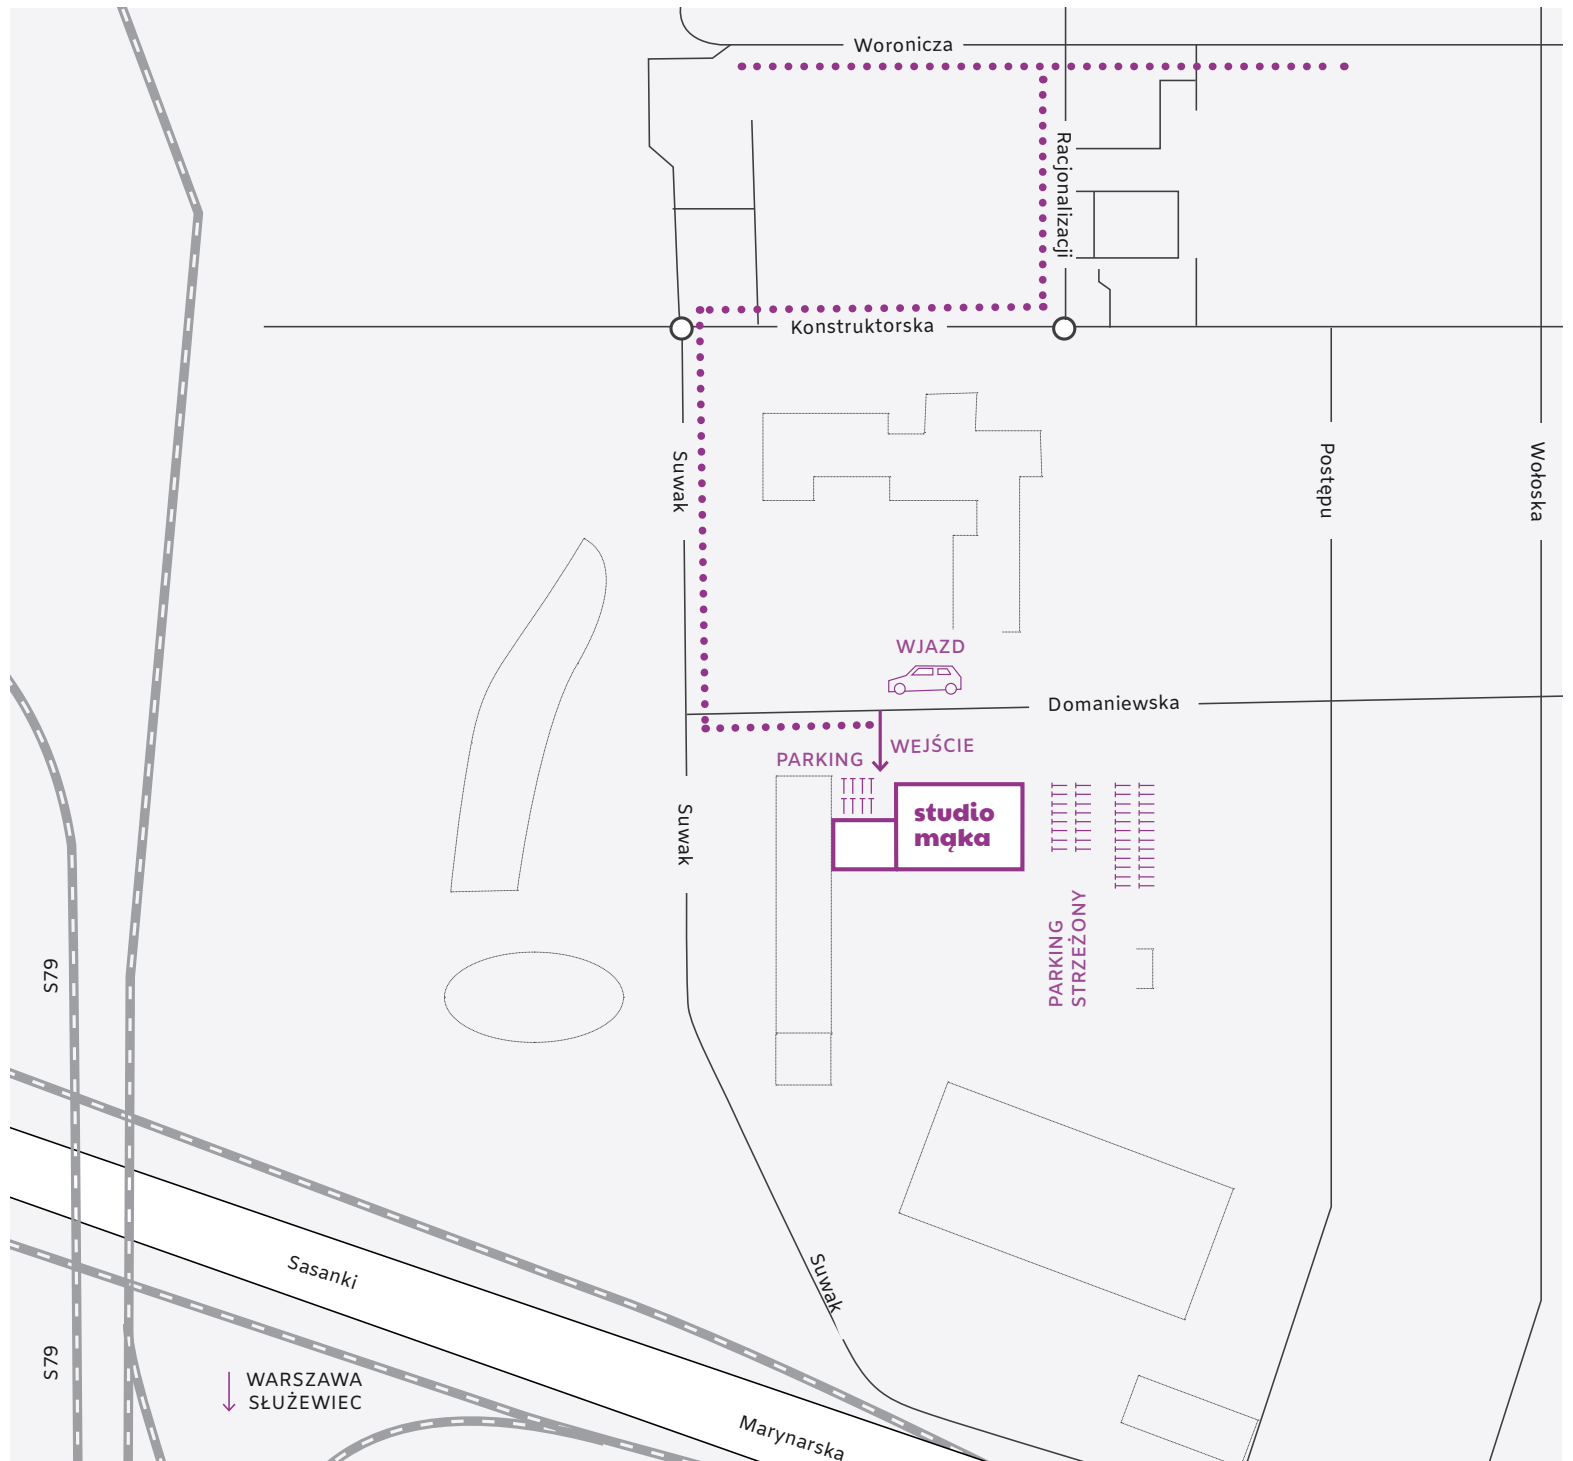 Woronicza
Racjonalizacji
Konstruktorska
Suwak
Postępu
Wołoska
WJAZD
Domaniewska
WEJŚCIE
PARKING
studio
mąka
Suwak
PARKING
STRZEŻONY
S79
Sasanki
Suwak
S79
WARSZAWA
SŁUŻEWIEC
Marynarska